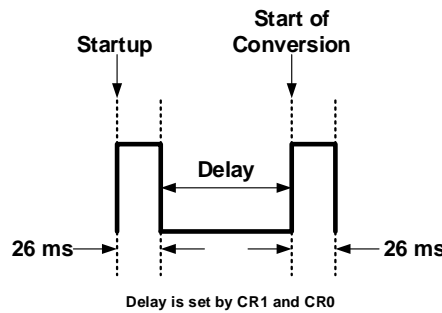 Startup
Start of
Conversion
Delay
26 ms
26 ms
Delay is set by CR1 and CR0